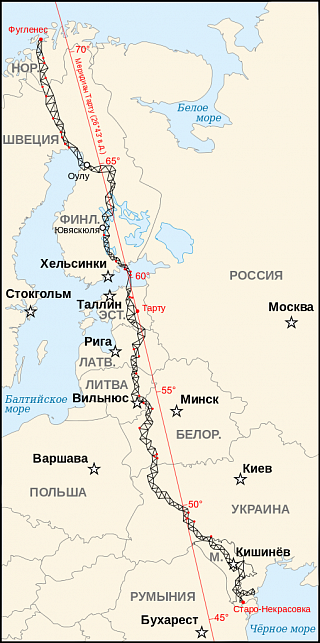 Фугленес
70°
НОР.
Меридиан Тарту (26°43' в.д.)
Белое
море
ШВЕЦИЯ
65°
Оулу
ФИНЛ.
Ювяскюля
Хельсинки
60°
РОССИЯ
Стокгольм
Таллин
ЭСТ.
Тарту
Москва
Рига
ЛАТВ.
ЛИТВА
55°
Вильнюс
Минск
Балтийское
море
БЕЛОР.
Варшава
Киев
ПОЛЬША
50°
УКРАИНА
Кишинёв
М.
РУМЫНИЯ
Старо-Некрасовка
Бухарест
45°
Чёрное море